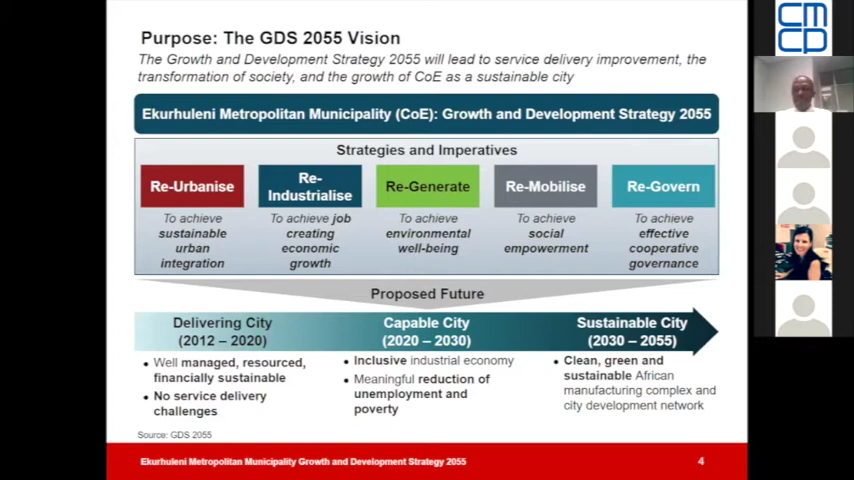 Purpose: The GDS 2055 Vision
The Growth and Development Strategy 2055 will lead to service delivery improvement, the
transformation of society, and the growth of CoE as a sustainable city
Ekurhuleni Metropolitan Municipality (CoE): Growth and Development Strategy 2055
Strategies and Imperatives
Re-Urbanise
Re-
Industrialise
Re-Generate
Re-Mobilise
Re-Govern
To achieve
sustainable
urban
integration
To achieve job
creating
economic
growth
To achieve
environmental
well-being
To achieve
social
empowerment
To achieve
effective
cooperative
governance
Proposed Future
Delivering City
(2012 – 2020)
Capable City
(2020 – 2030)
Sustainable City
(2030 – 2055)
• Well managed, resourced,
financially sustainable
• No service delivery
challenges
• Inclusive industrial economy
• Meaningful reduction of
unemployment and
poverty
• Clean, green and
sustainable African
manufacturing complex and
city development network
Source: GDS 2055
Ekurhuleni Metropolitan Municipality Growth and Development Strategy 2055
4
cmcp